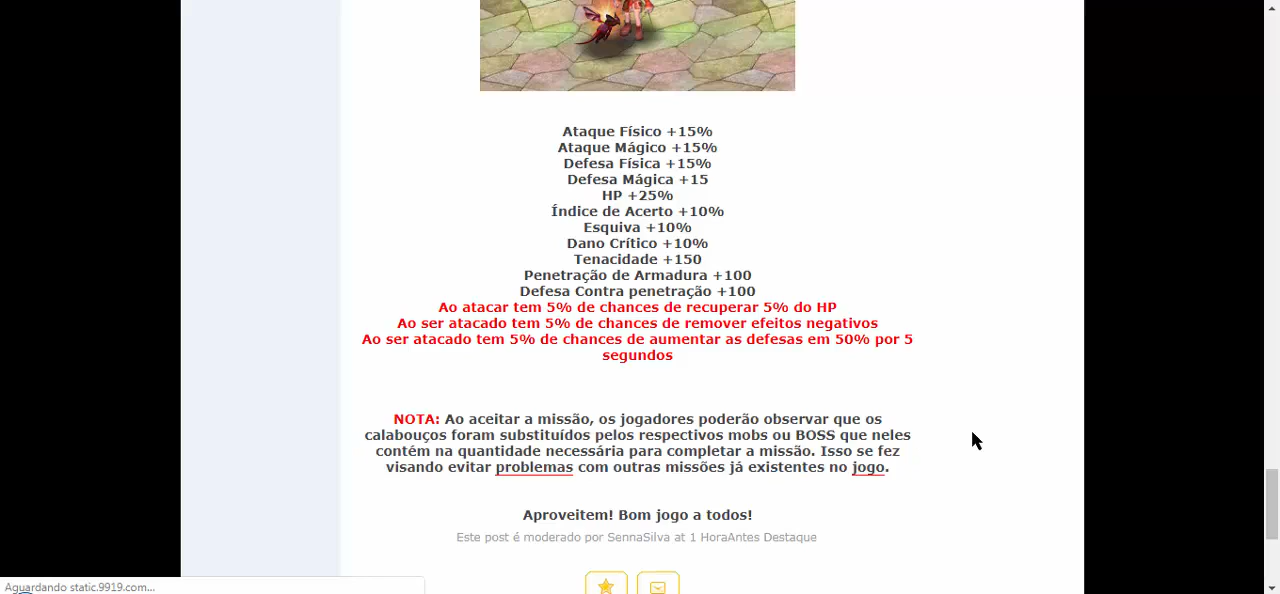 Ataque Físico +15%
Ataque Mágico +15%
Defesa Física +15%
Defesa Mágica +15
HP +25%
Índice de Acerto +10%
Esquiva +10%
Dano Crítico +10%
Tenacidade +150
Penetração de Armadura +100
Defesa Contra penetração +100
Ao atacar tem 5% de chances de recuperar 5% do HP
Ao ser atacado tem 5% de chances de remover efeitos negativos
Ao ser atacado tem 5% de chances de aumentar as defesas em 50% por 5
segundos
NOTA: Ao aceitar a missão, os jogadores poderão observar que os
calabouços foram substituídos pelos respectivos mobs ou BOSS que neles
contém na quantidade necessária para completar a missão. Isso se fez
visando evitar problemas com outras missões já existentes no jogo.
Aproveitem! Bom jogo a todos!
Este post é moderado por SennaSilva at 1 HoraAntes Destaque
Aguardando static.9919.com...